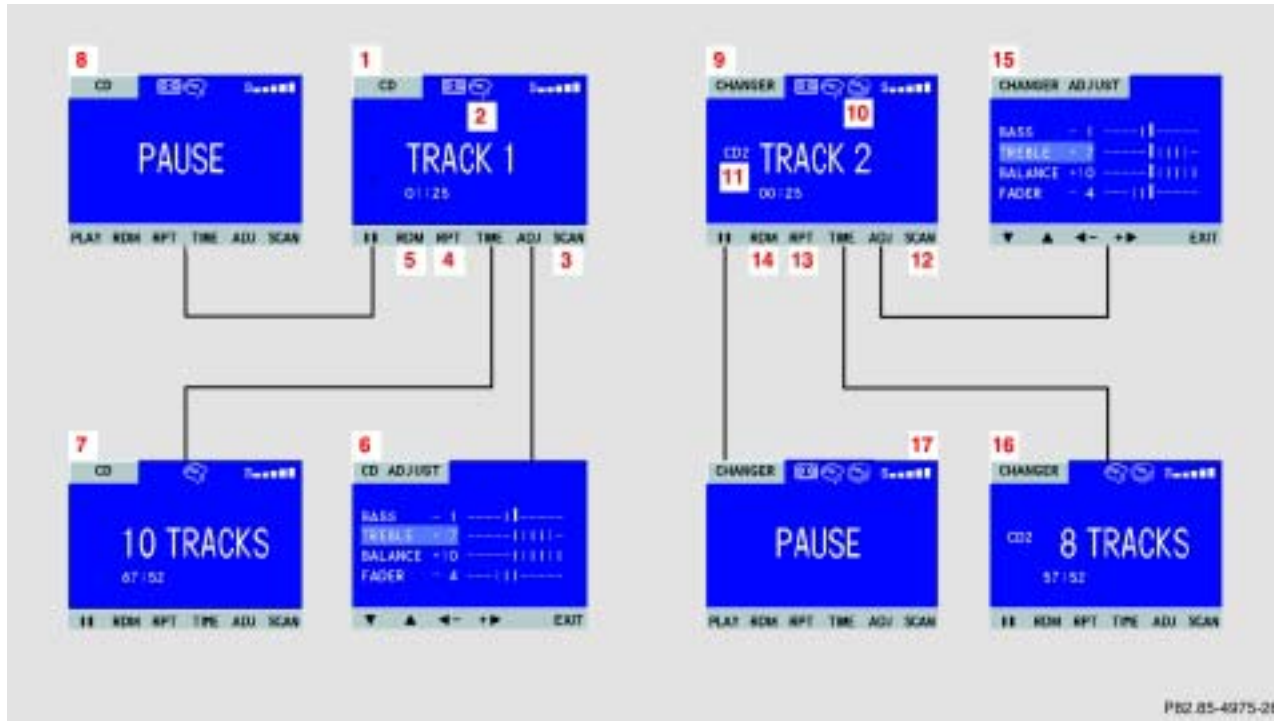 8
CD
PAUSE
PLAY RDM RPT TIME ADJ SCAN
1
CD
2
TRACK 1
01:25
RDM RPT TIME ADJ SCAN
5 4 3
9
CHANGER
10
CD2 TRACK 2
11
00:25
RDM RPT TIME ADJ SCAN
14 13 12
15
CHANGER ADJUST
BASS - 1
TREBLE + 7
BALANCE +10
FADER - 4
▼ ▲ ◄- +► EXIT
7
CD
10 TRACKS
67:52
RDM RPT TIME ADJ SCAN
6
CD ADJUST
BASS - 1
TREBLE + 7
BALANCE +10
FADER - 4
▼ ▲ ◄- +► EXIT
17
CHANGER
PAUSE
PLAY RDM RPT TIME ADJ SCAN
16
CHANGER
CD2 8 TRACKS
57:52
RDM RPT TIME ADJ SCAN